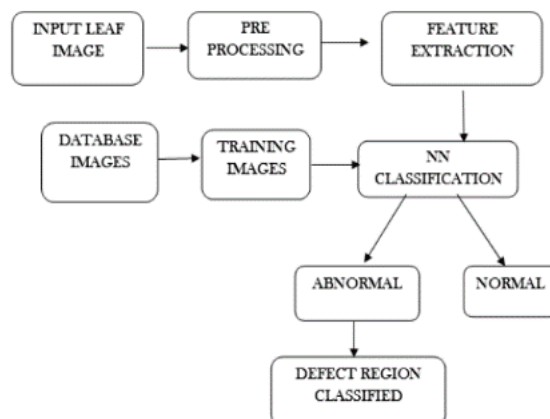 INPUT LEAF
IMAGE
PRE
PROCESSING
FEATURE
EXTRACTION
DATABASE
IMAGES
TRAINING
IMAGES
NN
CLASSIFICATION
ABNORMAL
NORMAL
DEFECT REGION
CLASSIFIED